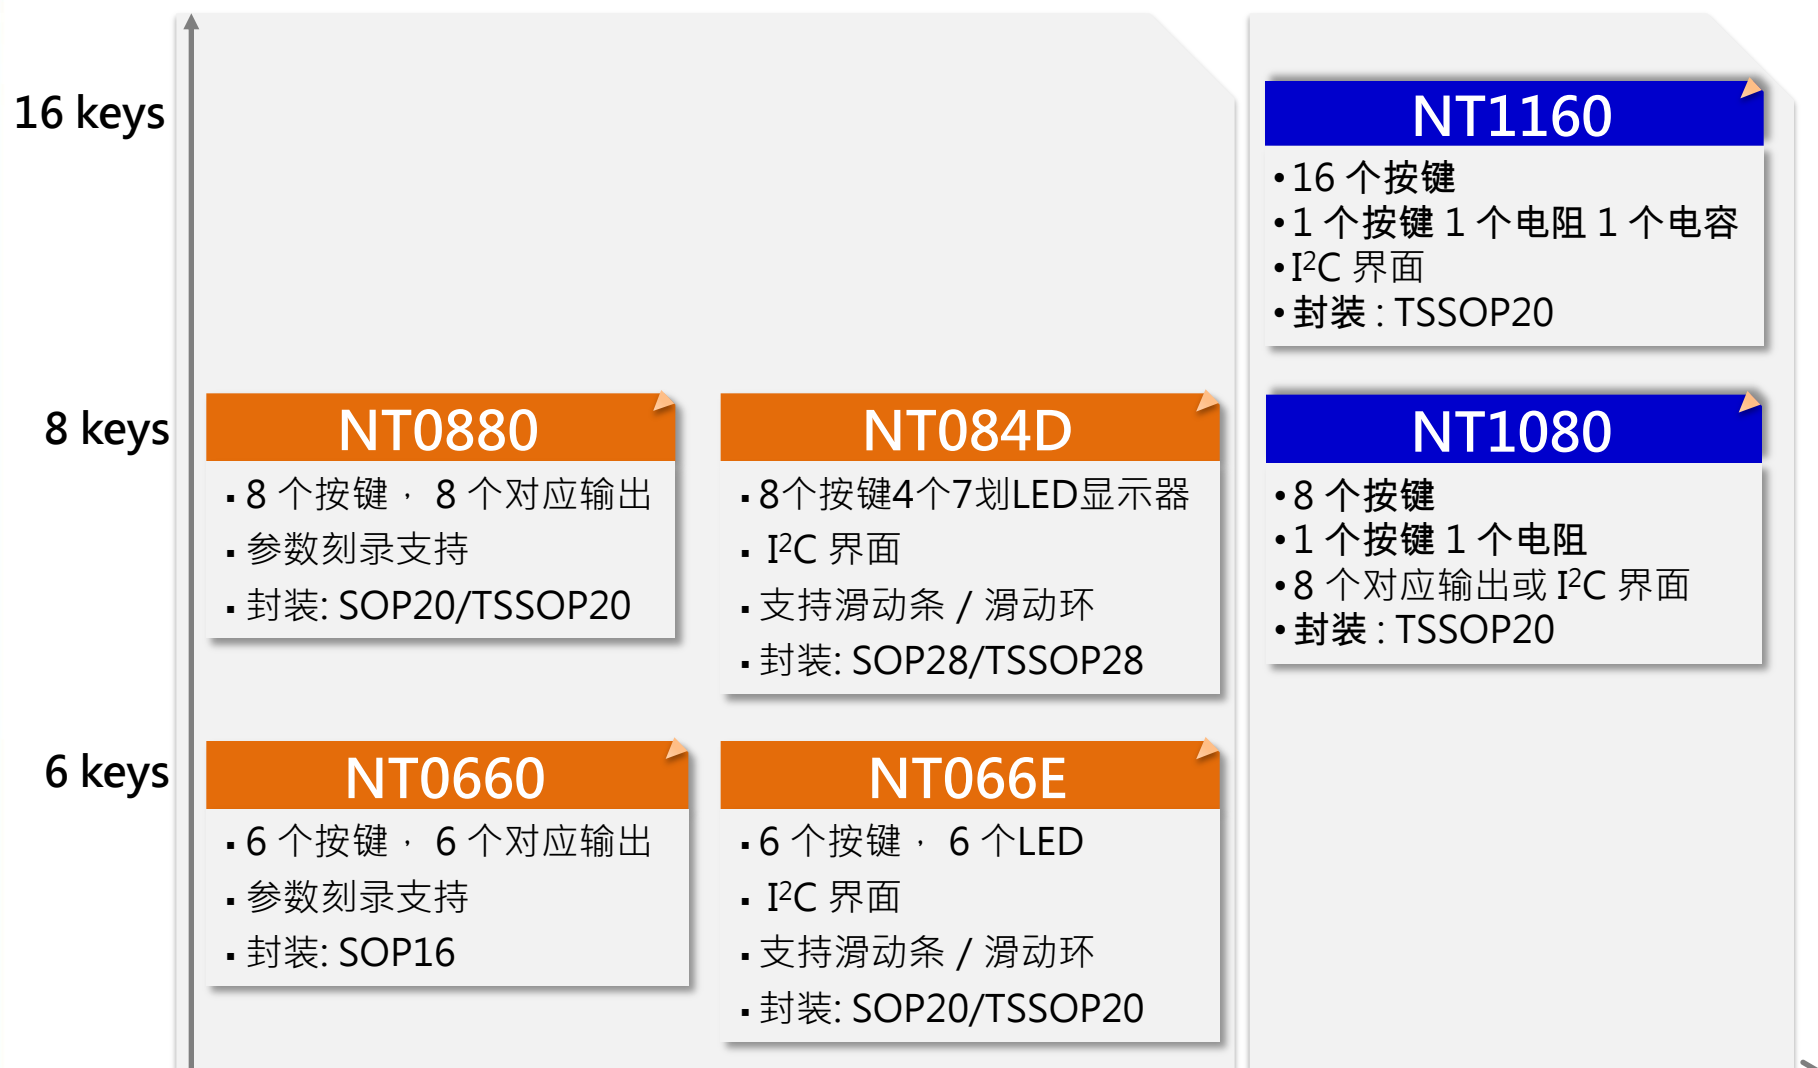 16 keys
NT1160
•16 个按键
•1 个按键 1 个电阻 1 个电容
•I²C 界面
•封装 : TSSOP20
8 keys
NT0880
▪ 8 个按键， 8 个对应输出
▪ 参数刻录支持
▪ 封装: SOP20/TSSOP20
NT084D
▪ 8个按键4个7划LED显示器
▪ I²C 界面
▪ 支持滑动条 / 滑动环
▪ 封装: SOP28/TSSOP28
NT1080
•8 个按键
•1 个按键 1 个电阻
•8 个对应输出或 I²C 界面
•封装 : TSSOP20
6 keys
NT0660
▪ 6 个按键， 6 个对应输出
▪ 参数刻录支持
▪ 封装: SOP16
NT066E
▪ 6 个按键， 6 个LED
▪ I²C 界面
▪ 支持滑动条 / 滑动环
▪ 封装: SOP20/TSSOP20